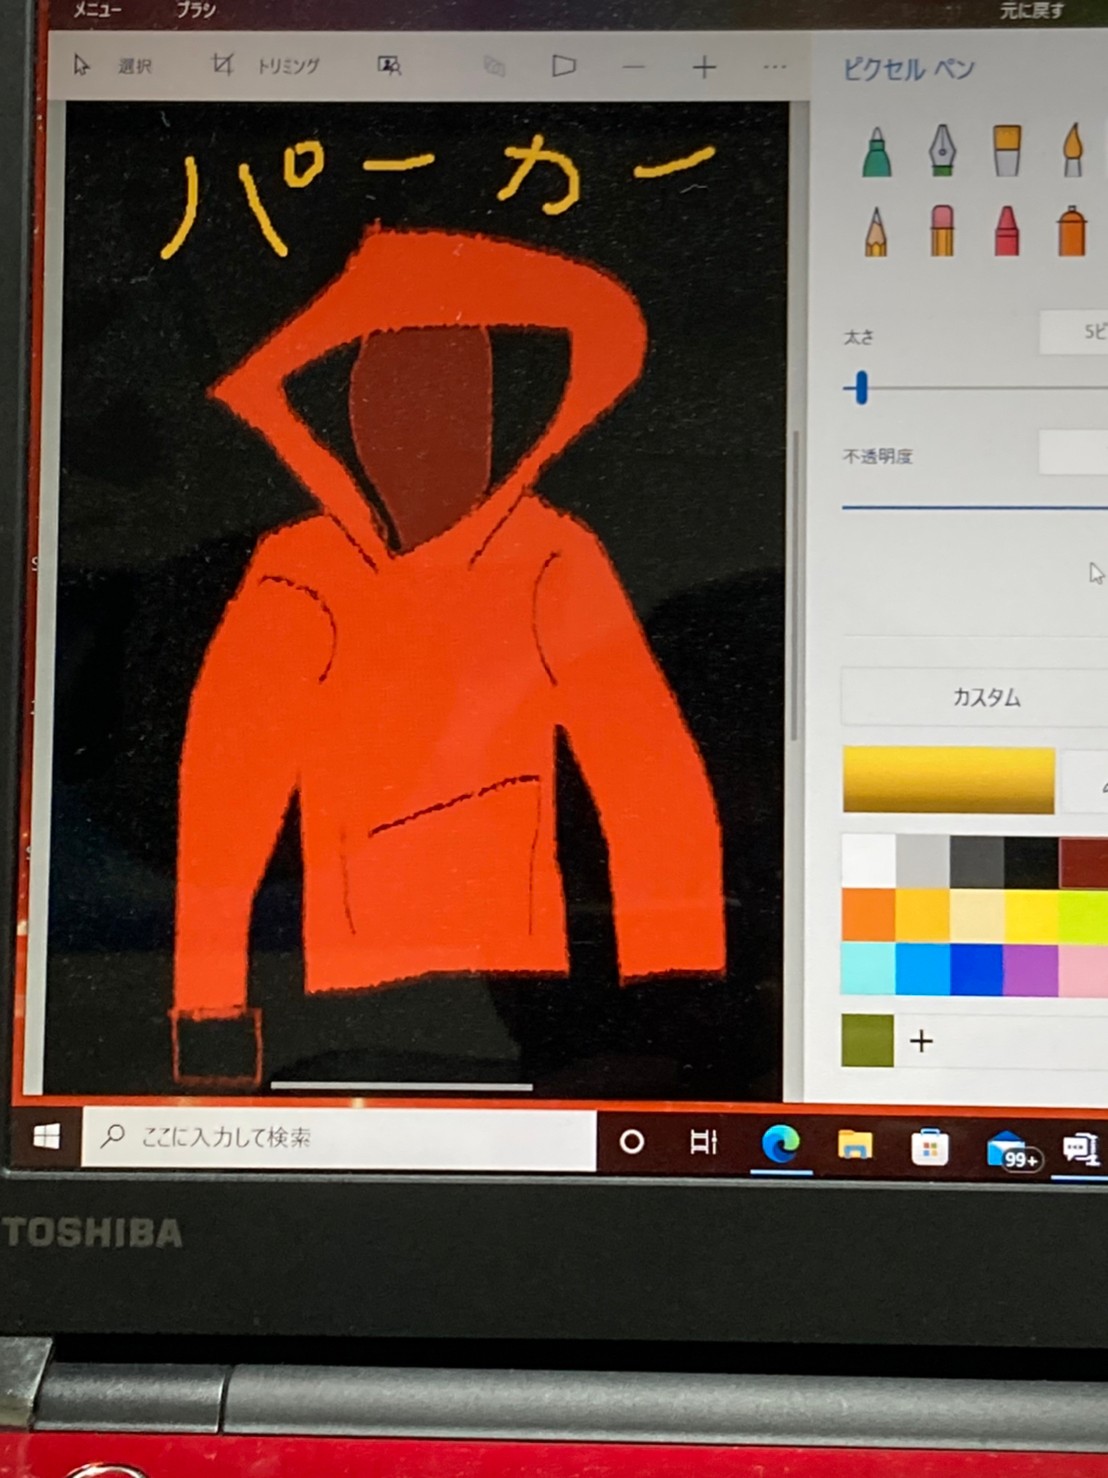 メニュー ブラシ 元に戻す
選択 トリミング ピクセル ペン
パーカー
太さ 5ピ
不透明度
カスタム
ここに入力して検索
99+
TOSHIBA